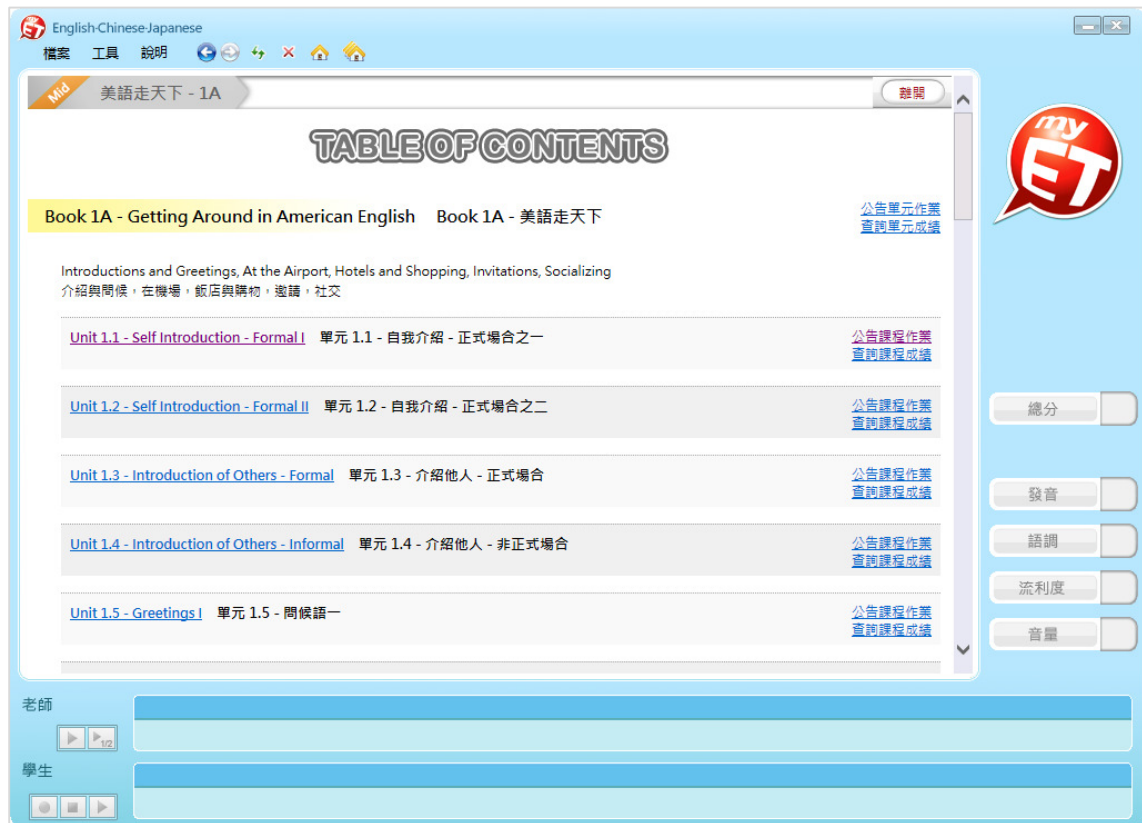 English-Chinese-Japanese
檔案 工具 說明
Mid 美語走天下 - 1A 離開
TABLE OF CONTENTS
Book 1A - Getting Around in American English Book 1A - 美語走天下 公告單元作業
查詢單元成績
Introductions and Greetings, At the Airport, Hotels and Shopping, Invitations, Socializing
介紹與問候，在機場，飯店與購物，邀請，社交
Unit 1.1 - Self Introduction - Formal I 單元 1.1 - 自我介紹 - 正式場合之一 公告課程作業
查詢課程成績
Unit 1.2 - Self Introduction - Formal II 單元 1.2 - 自我介紹 - 正式場合之二 公告課程作業
查詢課程成績
Unit 1.3 - Introduction of Others - Formal 單元 1.3 - 介紹他人 - 正式場合 公告課程作業
查詢課程成績
Unit 1.4 - Introduction of Others - Informal 單元 1.4 - 介紹他人 - 非正式場合 公告課程作業
查詢課程成績
Unit 1.5 - Greetings I 單元 1.5 - 問候語一 公告課程作業
查詢課程成績
my
ET
總分
發音
語調
流利度
音量
老師
1/2
學生